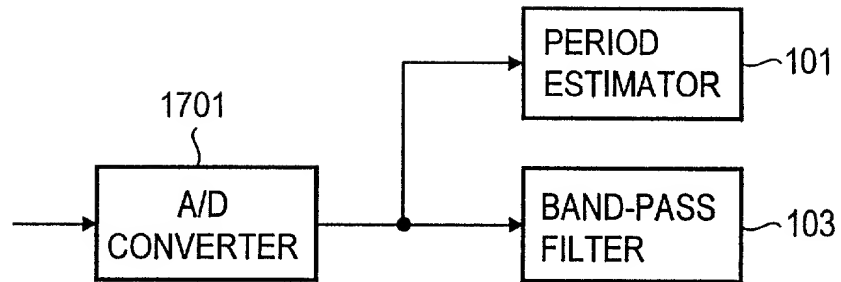 PERIOD
ESTIMATOR
101
1701
A/D
CONVERTER
BAND-PASS
FILTER
103